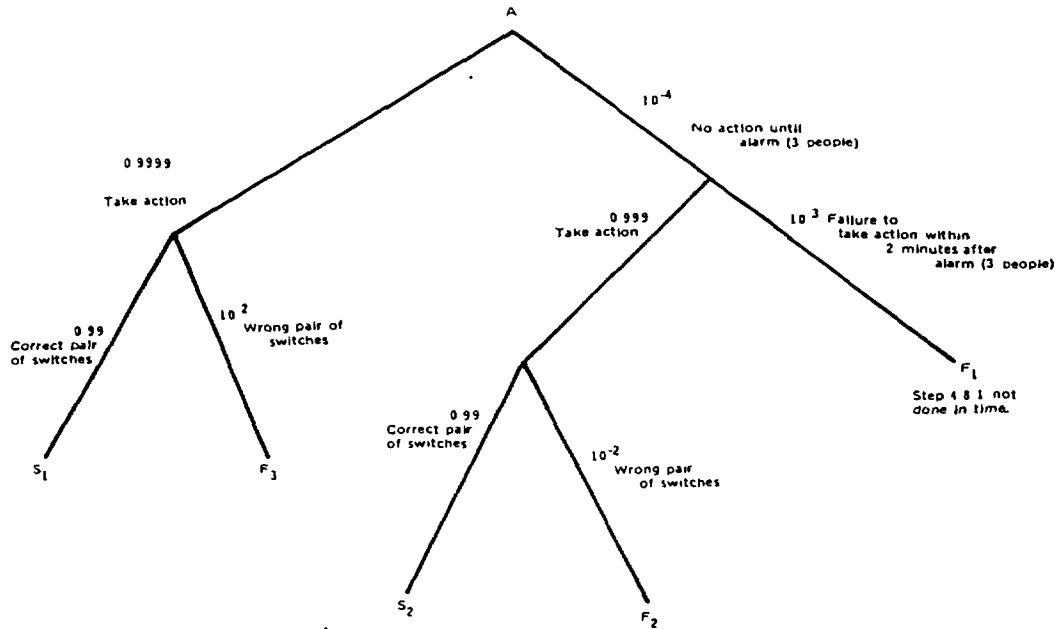 A
10-4
No action until
alarm (3 people)
0 9999
Take action
0.999
Take action
10 3 Failure to
take action within
2 minutes after
alarm (3 people)
0 99
Correct pair
of switches
10 2
Wrong pair of
switches
F1
Step 4 8 1 not
done in time.
0 99
Correct pair
of switches
10-2
Wrong pair
of switches
S1
F3
S2
F2